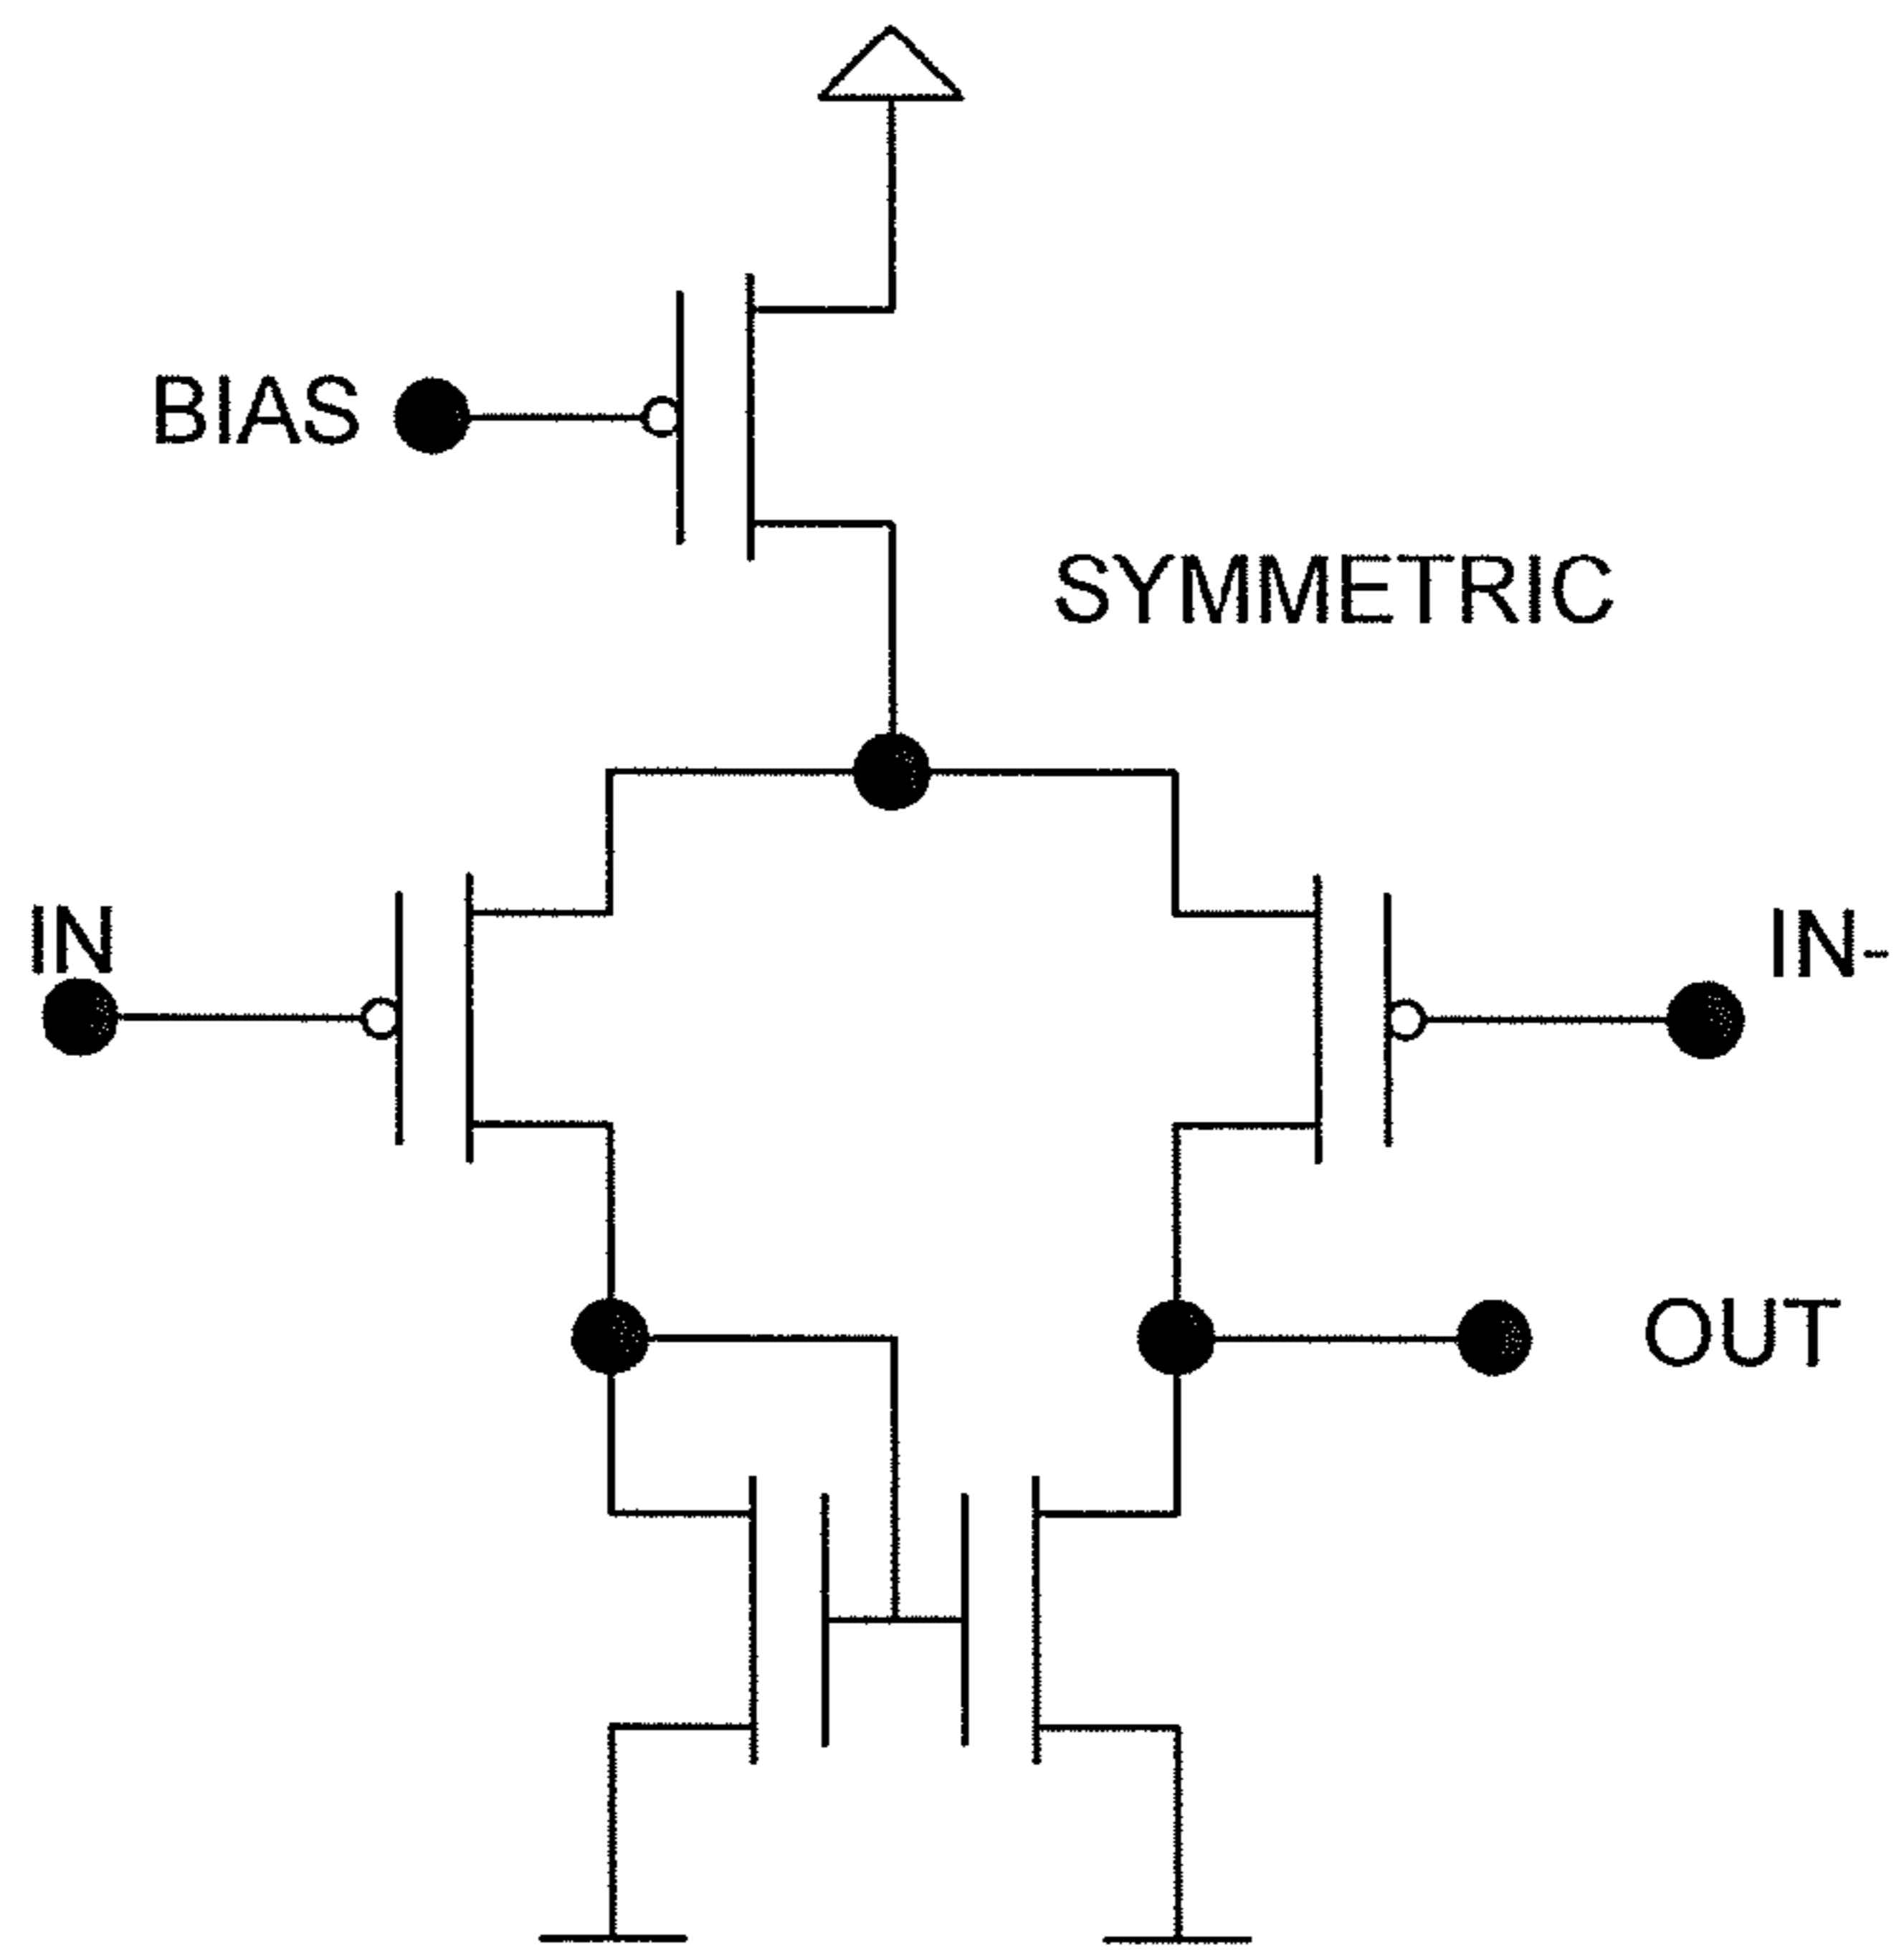 BIAS
SYMMETRIC
IN
IN-
OUT